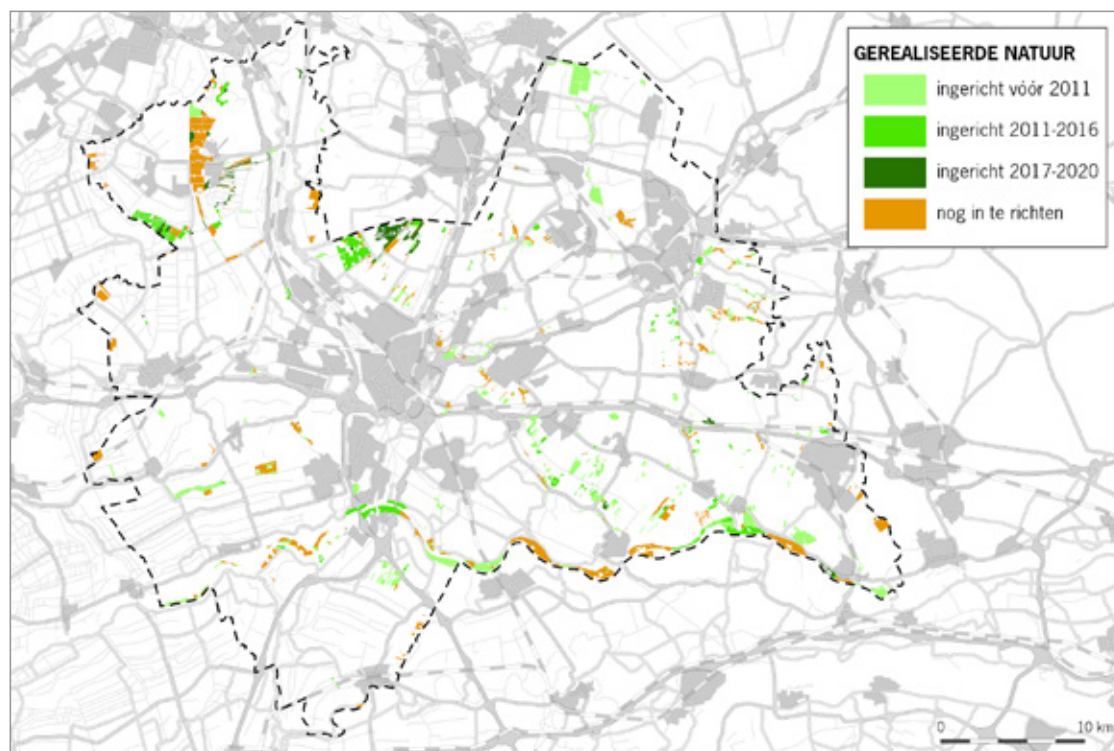 GEREALISEERDE NATUUR
ingericht vóór 2011
ingericht 2011-2016
ingericht 2017-2020
nog in te richten
0 10 km